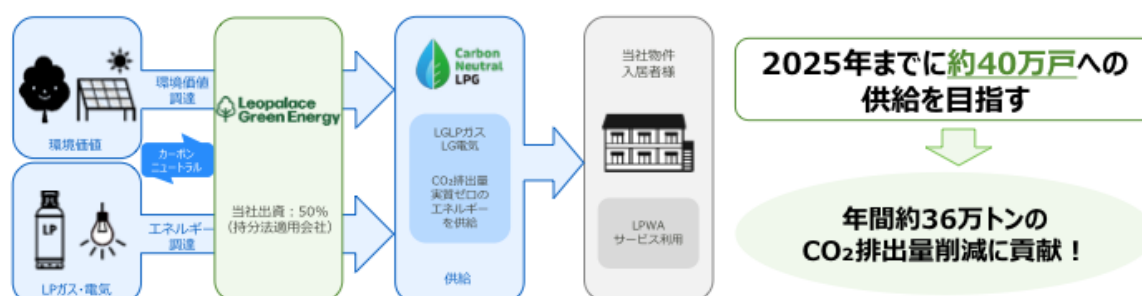 環境価値
環境価値
調達
カーボン
ニュートラル
LP
LPガス・電気
エネルギー
調達
Leopalace
Green Energy
当社出資：50%
（持分法適用会社）
Carbon
Neutral
LPG
LGLPガス
LG電気
CO₂排出量
実質ゼロの
エネルギー
を供給
供給
当社物件
入居者様
LPWA
サービス利用
2025年までに約40万戸への
供給を目指す
年間約36万トンの
CO₂排出量削減に貢献！